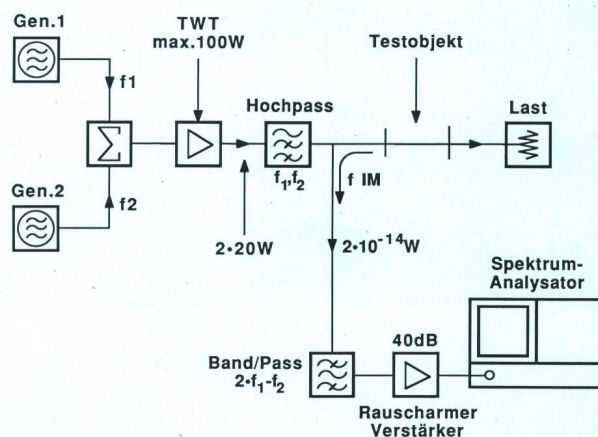 Gen.1
TWT
max.100W
Testobjekt
f1
Hochpass
Last
Σ
f₁,f₂
f IM
Gen.2
f2
2•20W
2•10⁻¹⁴W
Spektrum-
Analysator
40dB
Band/Pass
2•f₁-f₂
Rauscharmer
Verstärker